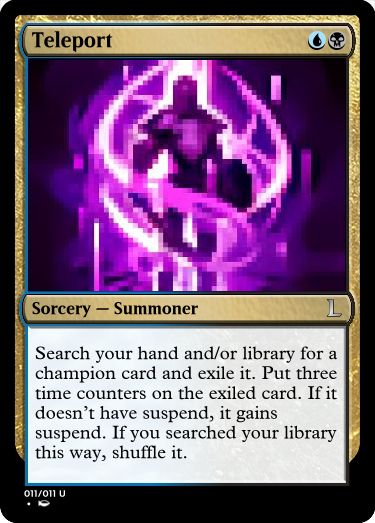 Teleport
Sorcery — Summoner
L
Search your hand and/or library for a
champion card and exile it. Put three
time counters on the exiled card. If it
doesn't have suspend, it gains
suspend. If you searched your library
this way, shuffle it.
011/011 U